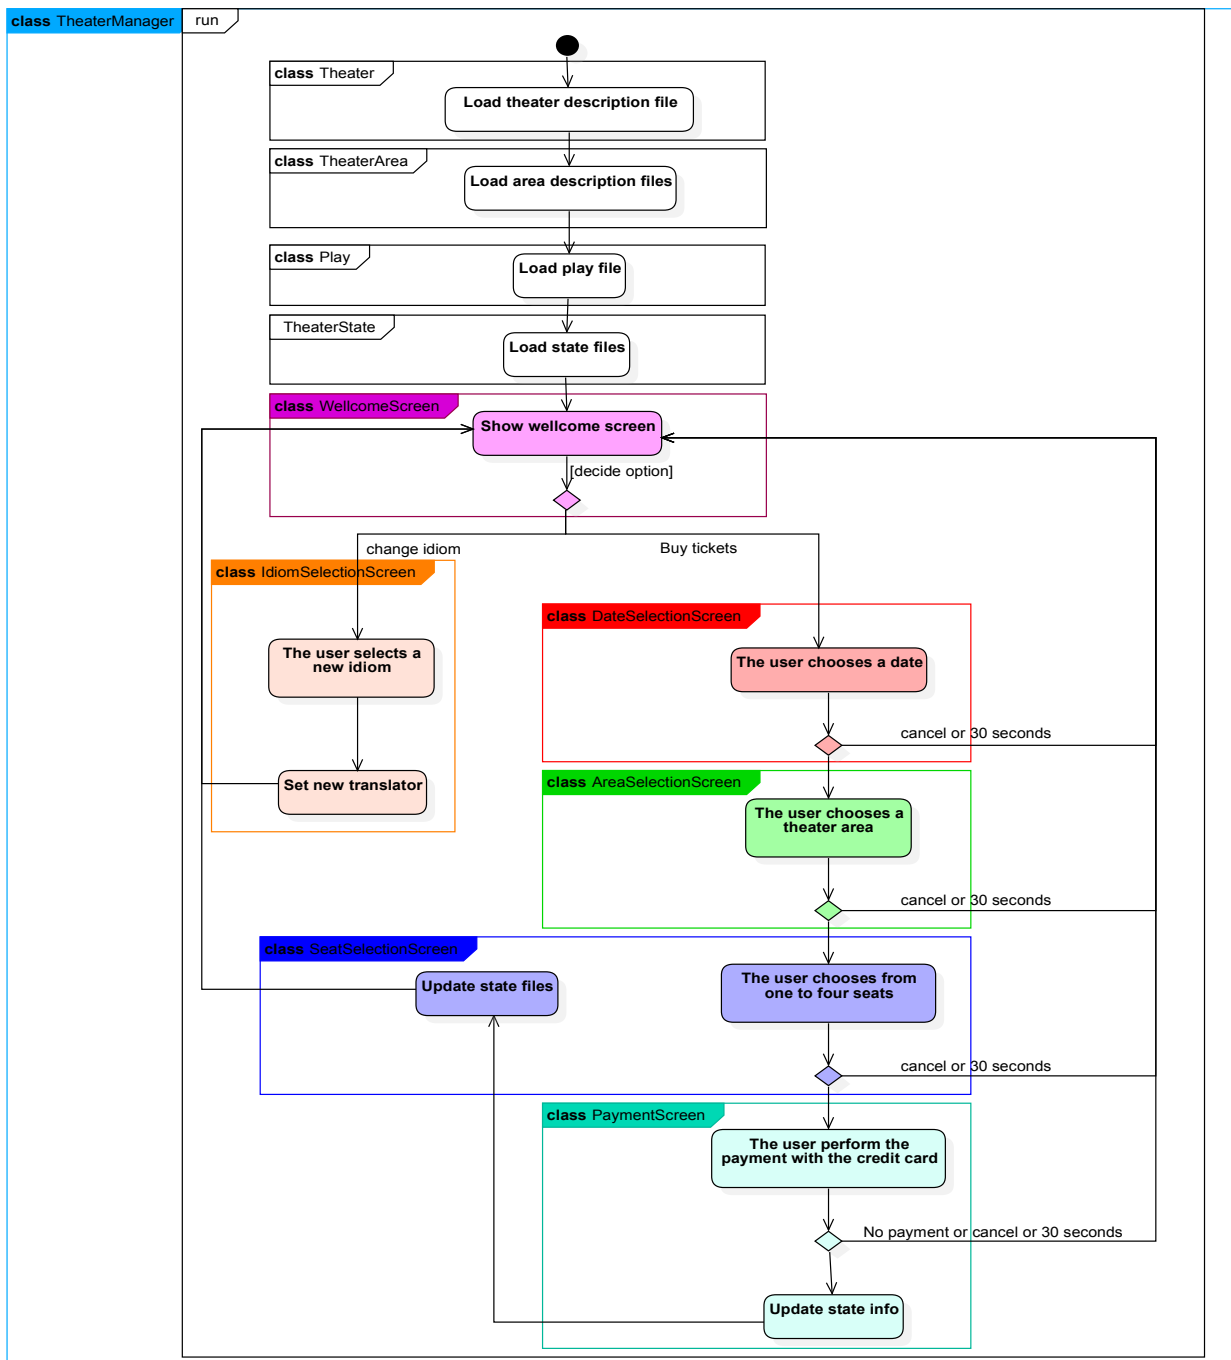 class TheaterManager
run
class Theater
Load theater description file
class TheaterArea
Load area description files
class Play
Load play file
TheaterState
Load state files
class WellcomeScreen
Show wellcome screen
[decide option]
change idiom
Buy tickets
class IdiomSelectionScreen
class DateSelectionScreen
The user selects a
new idiom
The user chooses a date
cancel or 30 seconds
Set new translator
class AreaSelectionScreen
The user chooses a
theater area
cancel or 30 seconds
class SeatSelectionScreen
Update state files
The user chooses from
one to four seats
cancel or 30 seconds
class PaymentScreen
The user perform the
payment with the credit card
No payment or cancel or 30 seconds
Update state info